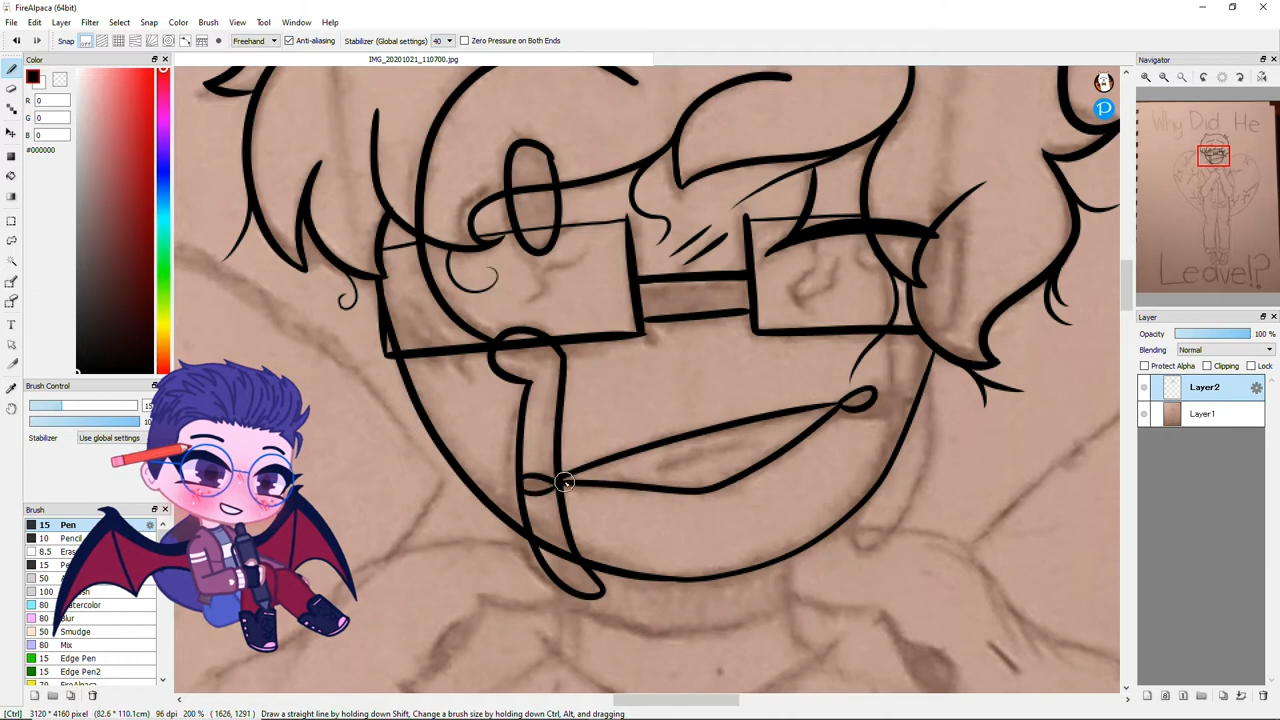 FireAlpaca (64bit)
File Edit Layer Filter Select Snap Color Brush View Tool Window Help
Snap OFF Freehand Anti-aliasing Stabilizer (Global settings) 40 Zero Pressure on Both Ends
Color
IMG_20201021_110700.jpg
Navigator
R 0
G 0
B 0
#000000
Why Did He
Leave!?
Brush Control
15
Stabilizer Use global settings
Layer
Opacity 100 %
Blending Normal
Protect Alpha Clipping Lock
Layer2
Layer1
Brush
15 Pen
10 Pencil
8.5
15
50
100
80
80 Blur
50 Smudge
80 Mix
15 Edge Pen
15 Edge Pen2
[Ctrl] 3120 * 4160 pixel (82.6 * 110.1cm) 96 dpi 200 % ( 1626, 1291 ) Draw a straight line by holding down Shift, Change a brush size by holding down Ctrl, Alt, and dragging